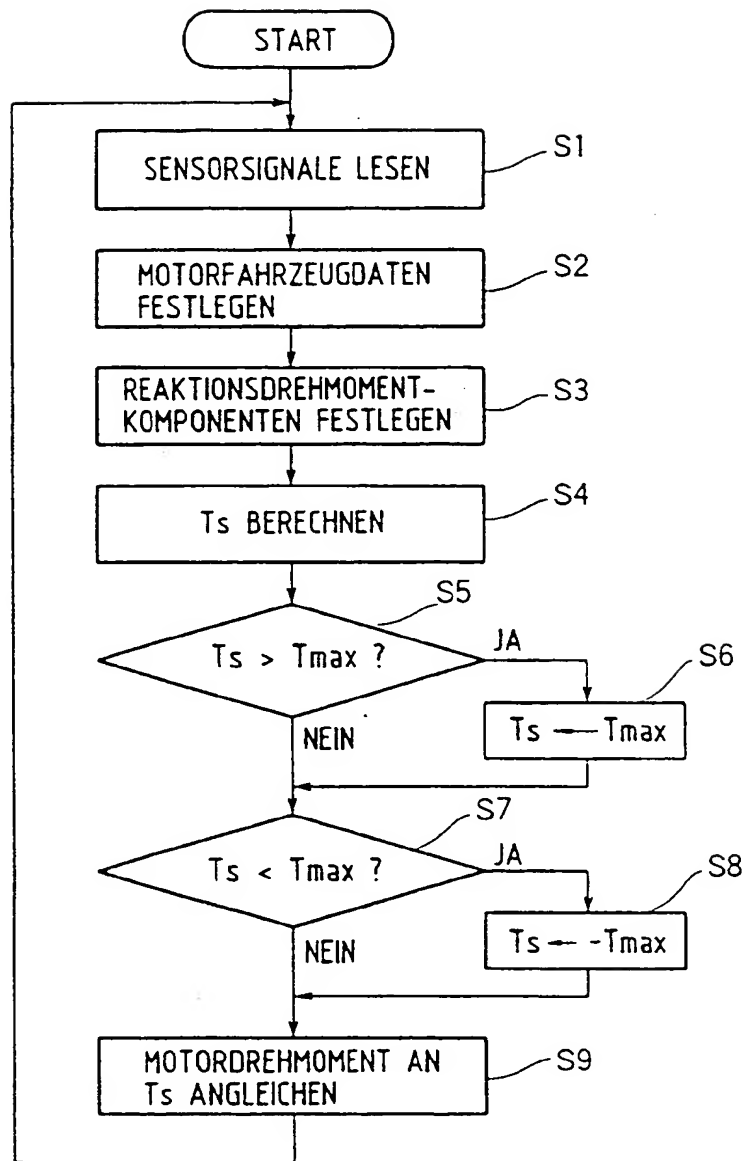 START
SENSORSIGNALE LESEN
S1
MOTORFAHRZEUGDATEN
FESTLEGEN
S2
REAKTIONSDREHMOMENT-
KOMPONENTEN FESTLEGEN
S3
Ts BERECHNEN
S4
S5
Ts > Tmax ?
JA
S6
Ts ← Tmax
NEIN
S7
Ts < Tmax ?
JA
S8
Ts ← -Tmax
NEIN
MOTORDREHMOMENT AN
Ts ANGLEICHEN
S9